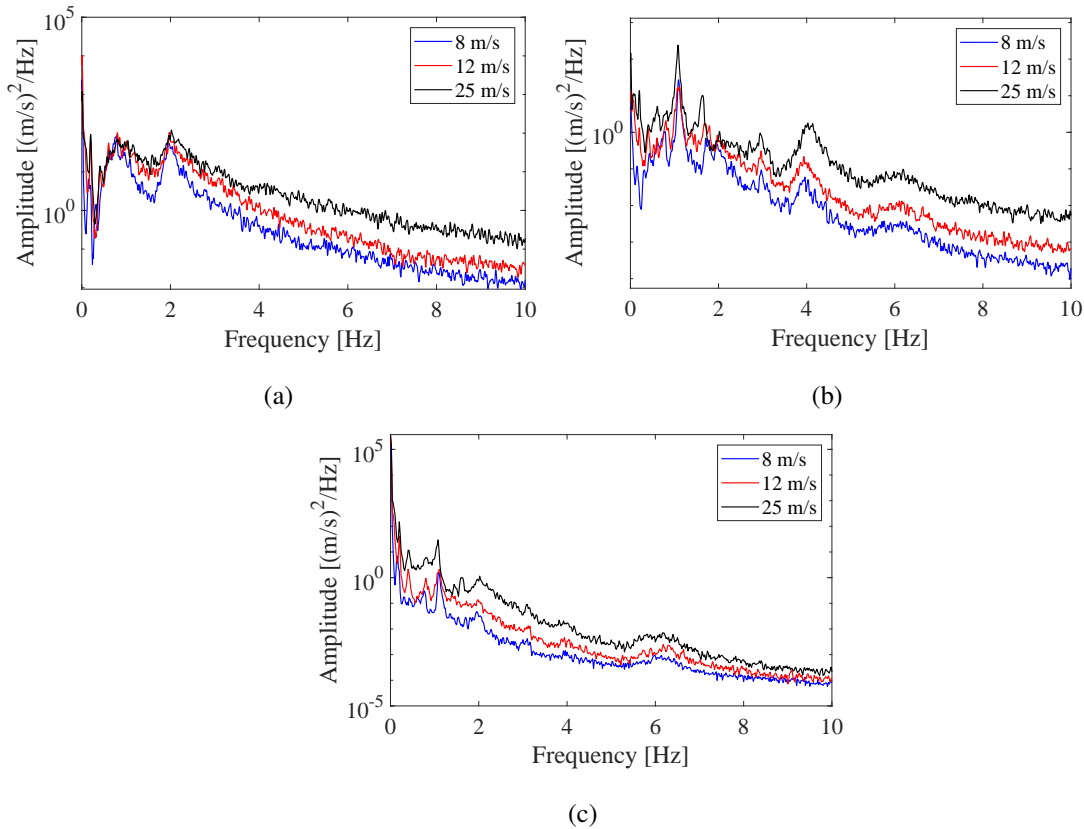 10^5
10^0
Amplitude [(m/s)^2/Hz]
8 m/s
12 m/s
25 m/s
0 2 4 6 8 10
Frequency [Hz]
(a)
10^0
Amplitude [(m/s)^2/Hz]
8 m/s
12 m/s
25 m/s
0 2 4 6 8 10
Frequency [Hz]
(b)
10^5
10^0
10^-5
Amplitude [(m/s)^2/Hz]
8 m/s
12 m/s
25 m/s
0 2 4 6 8 10
Frequency [Hz]
(c)